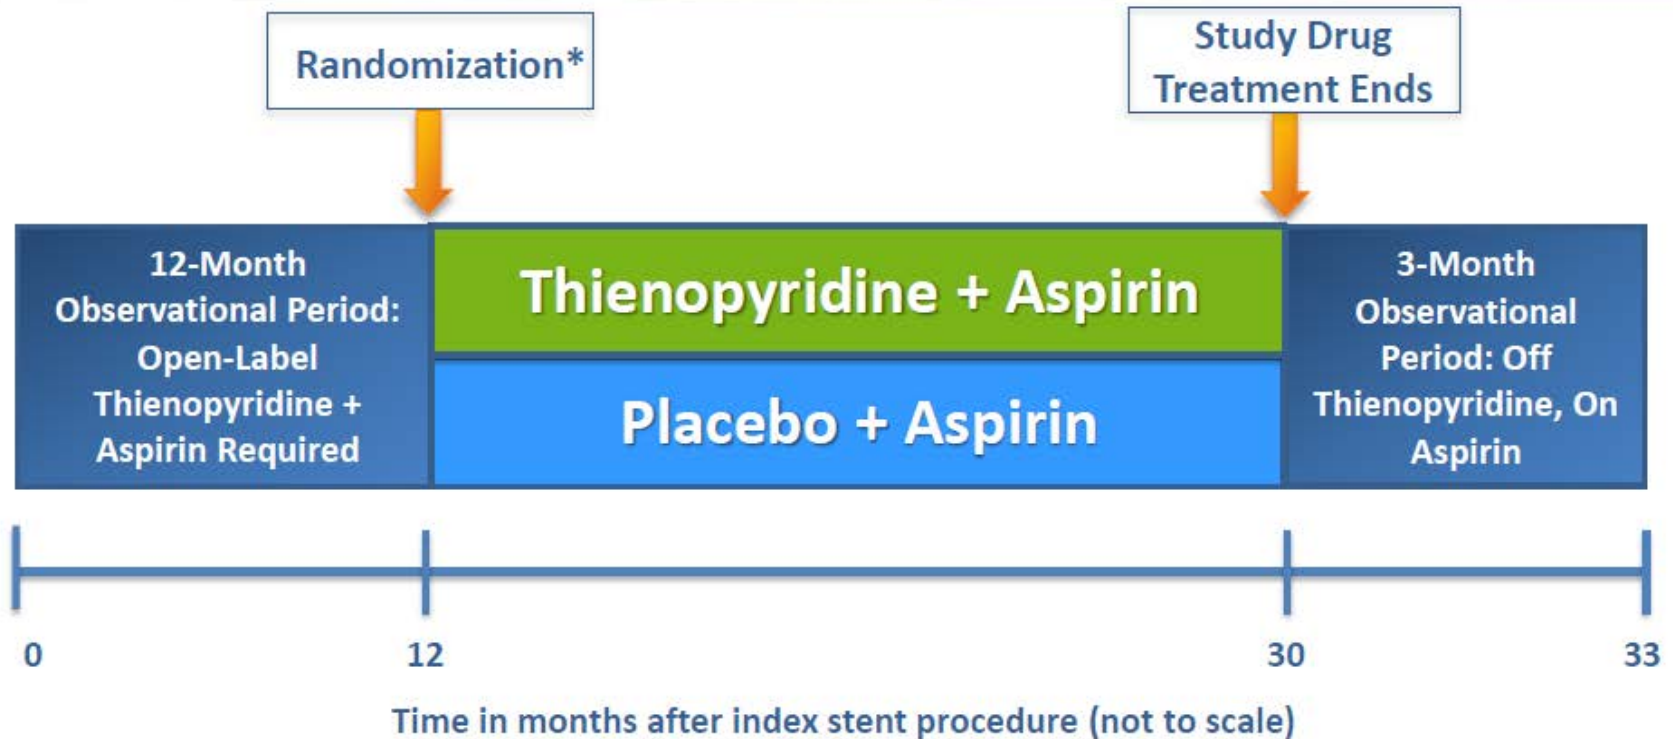 Randomization*
Study Drug
Treatment Ends
12-Month
Observational Period:
Open-Label
Thienopyridine +
Aspirin Required
Thienopyridine + Aspirin
Placebo + Aspirin
3-Month
Observational
Period: Off
Thienopyridine, On
Aspirin
0
12
30
33
Time in months after index stent procedure (not to scale)